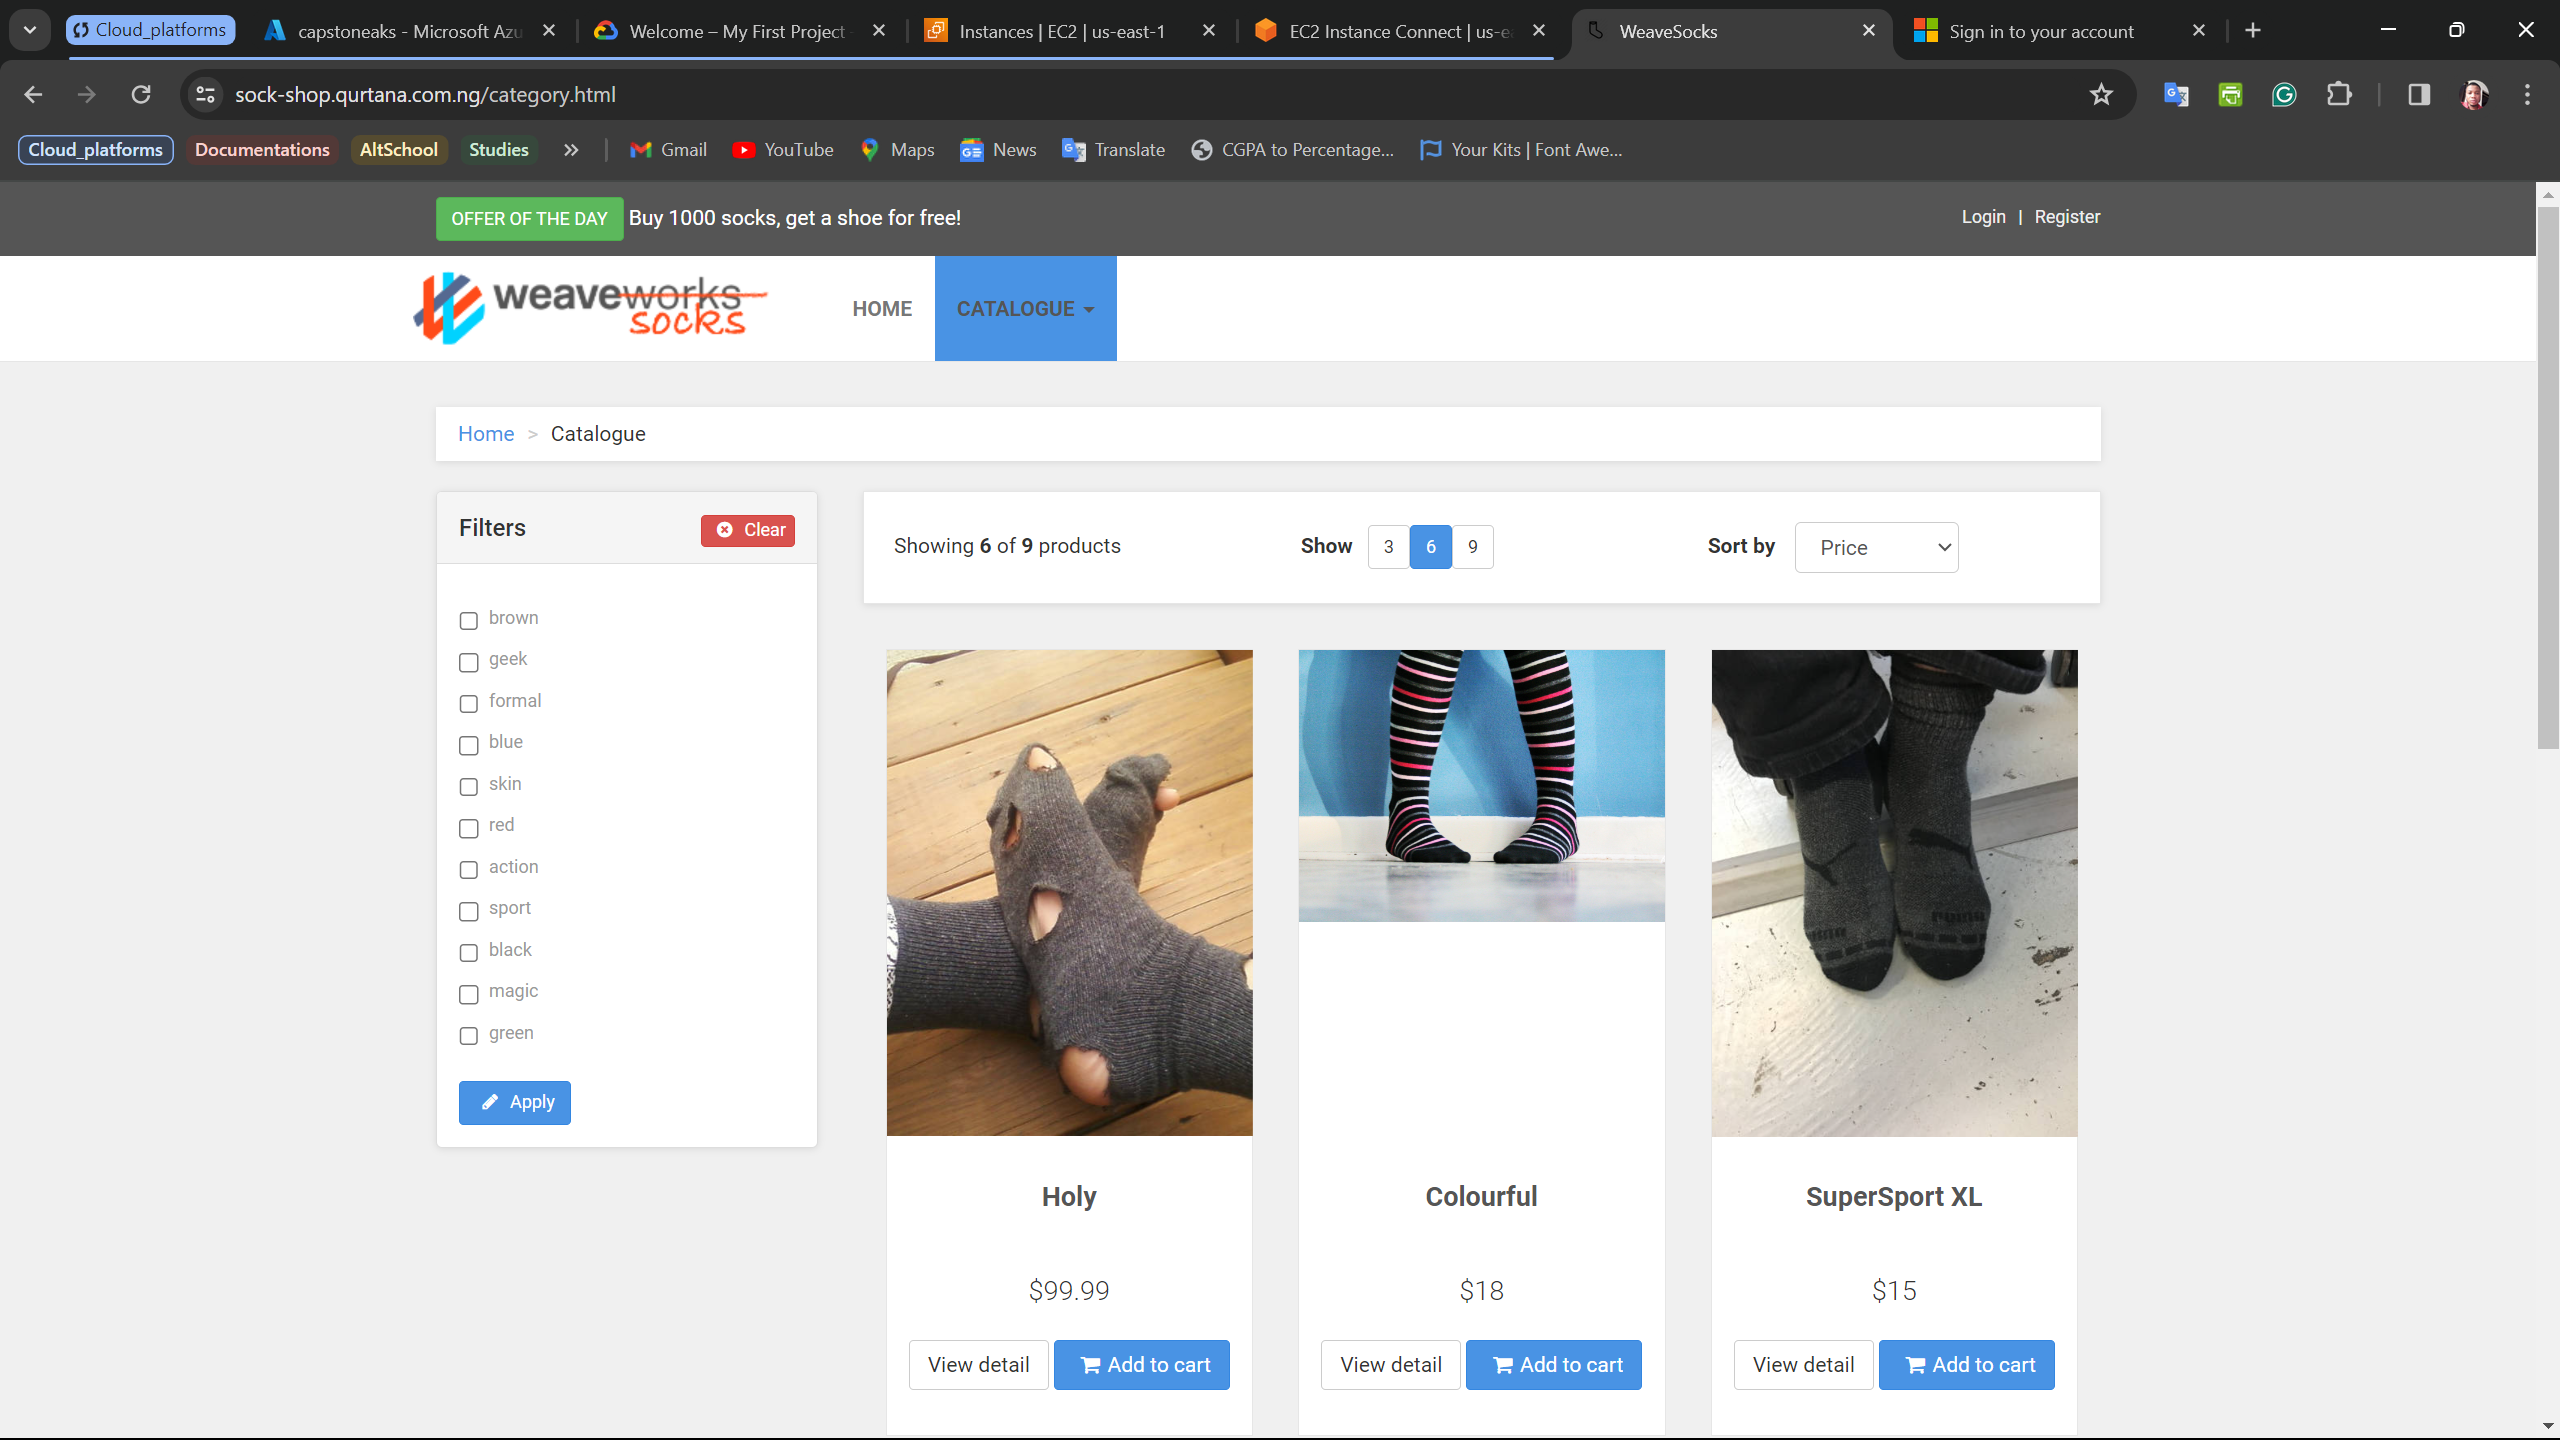 Cloud_platforms
capstoneaks - Microsoft Azu
Welcome – My First Project
Instances | EC2 | us-east-1
EC2 Instance Connect | us-ea
WeaveSocks
Sign in to your account
sock-shop.qurtana.com.ng/category.html
Cloud_platforms Documentations AltSchool Studies » Gmail YouTube Maps News Translate CGPA to Percentage... Your Kits | Font Awe...
OFFER OF THE DAY Buy 1000 socks, get a shoe for free!
Login | Register
weaveworks
socks
HOME CATALOGUE
Home > Catalogue
Filters
Clear
brown
geek
formal
blue
skin
red
action
sport
black
magic
green
Apply
Showing 6 of 9 products
Show 3 6 9
Sort by Price
Holy
$99.99
View detail Add to cart
Colourful
$18
View detail Add to cart
SuperSport XL
$15
View detail Add to cart